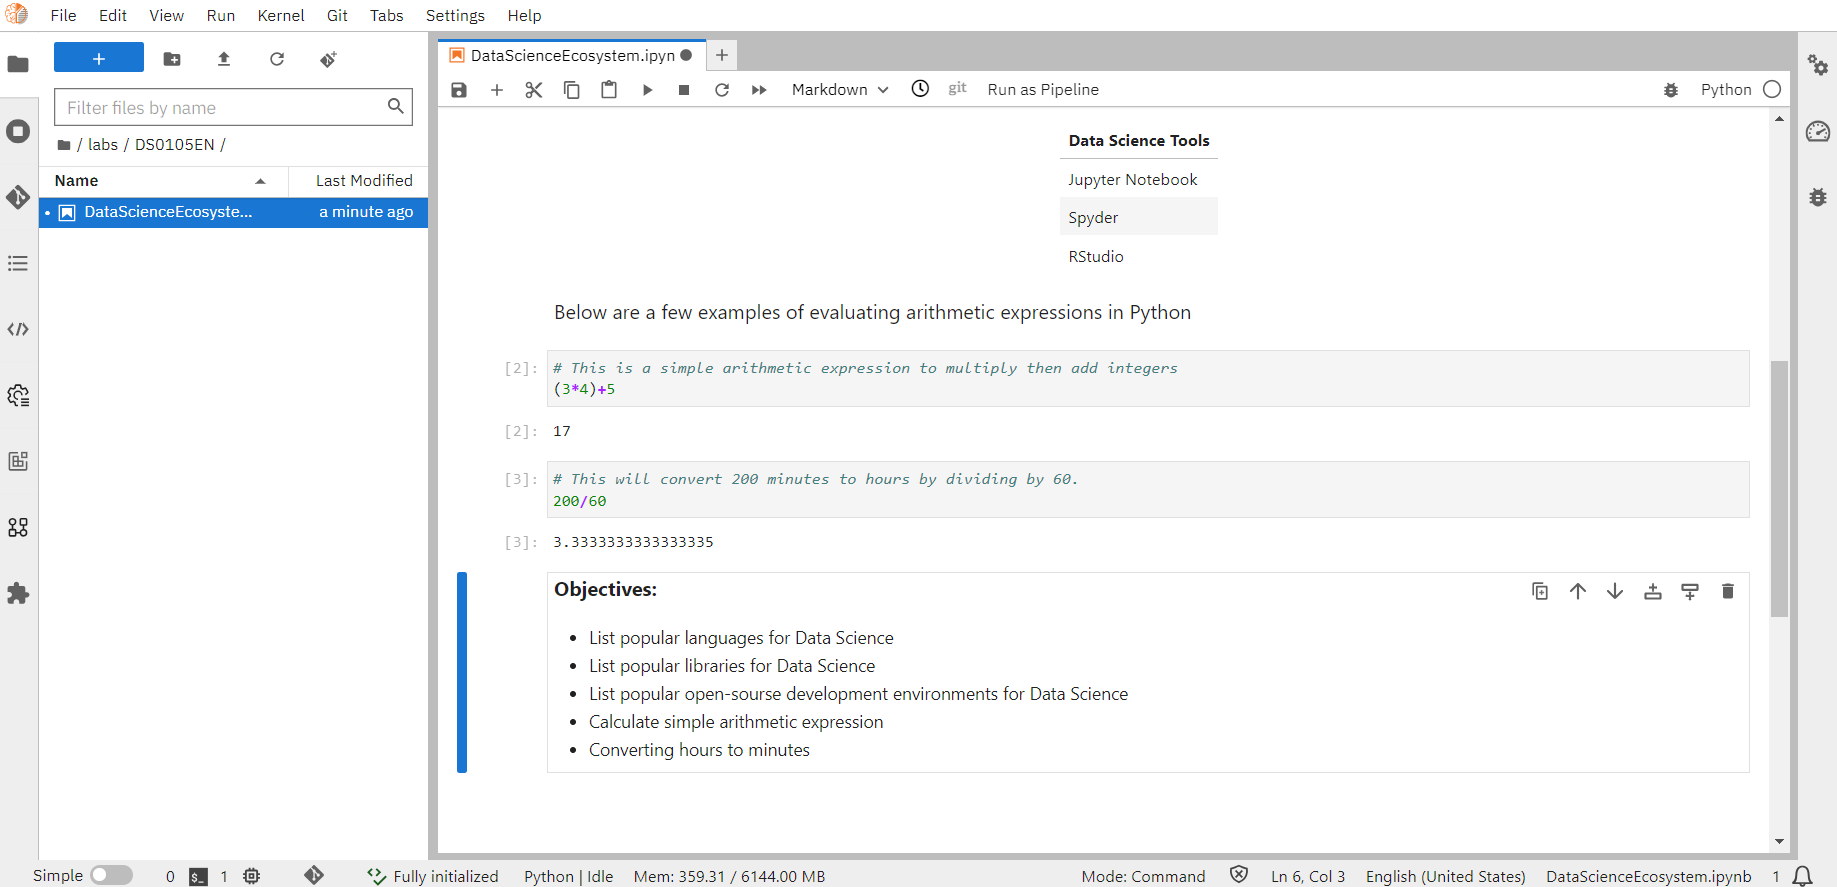 File Edit View Run Kernel Git Tabs Settings Help
+
Filter files by name
/ labs / DS0105EN /
Name Last Modified
DataScienceEcosyste... a minute ago
DataScienceEcosystem.ipyn
+
Markdown git Run as Pipeline Python
Data Science Tools
Jupyter Notebook
Spyder
RStudio
Below are a few examples of evaluating arithmetic expressions in Python
[2]: # This is a simple arithmetic expression to multiply then add integers
(3*4)+5
[2]: 17
[3]: # This will convert 200 minutes to hours by dividing by 60.
200/60
[3]: 3.3333333333333335
Objectives:
• List popular languages for Data Science
• List popular libraries for Data Science
• List popular open-sourse development environments for Data Science
• Calculate simple arithmetic expression
• Converting hours to minutes
Simple 0 $_ 1 Fully initialized Python | Idle Mem: 359.31 / 6144.00 MB Mode: Command Ln 6, Col 3 English (United States) DataScienceEcosystem.ipynb 1